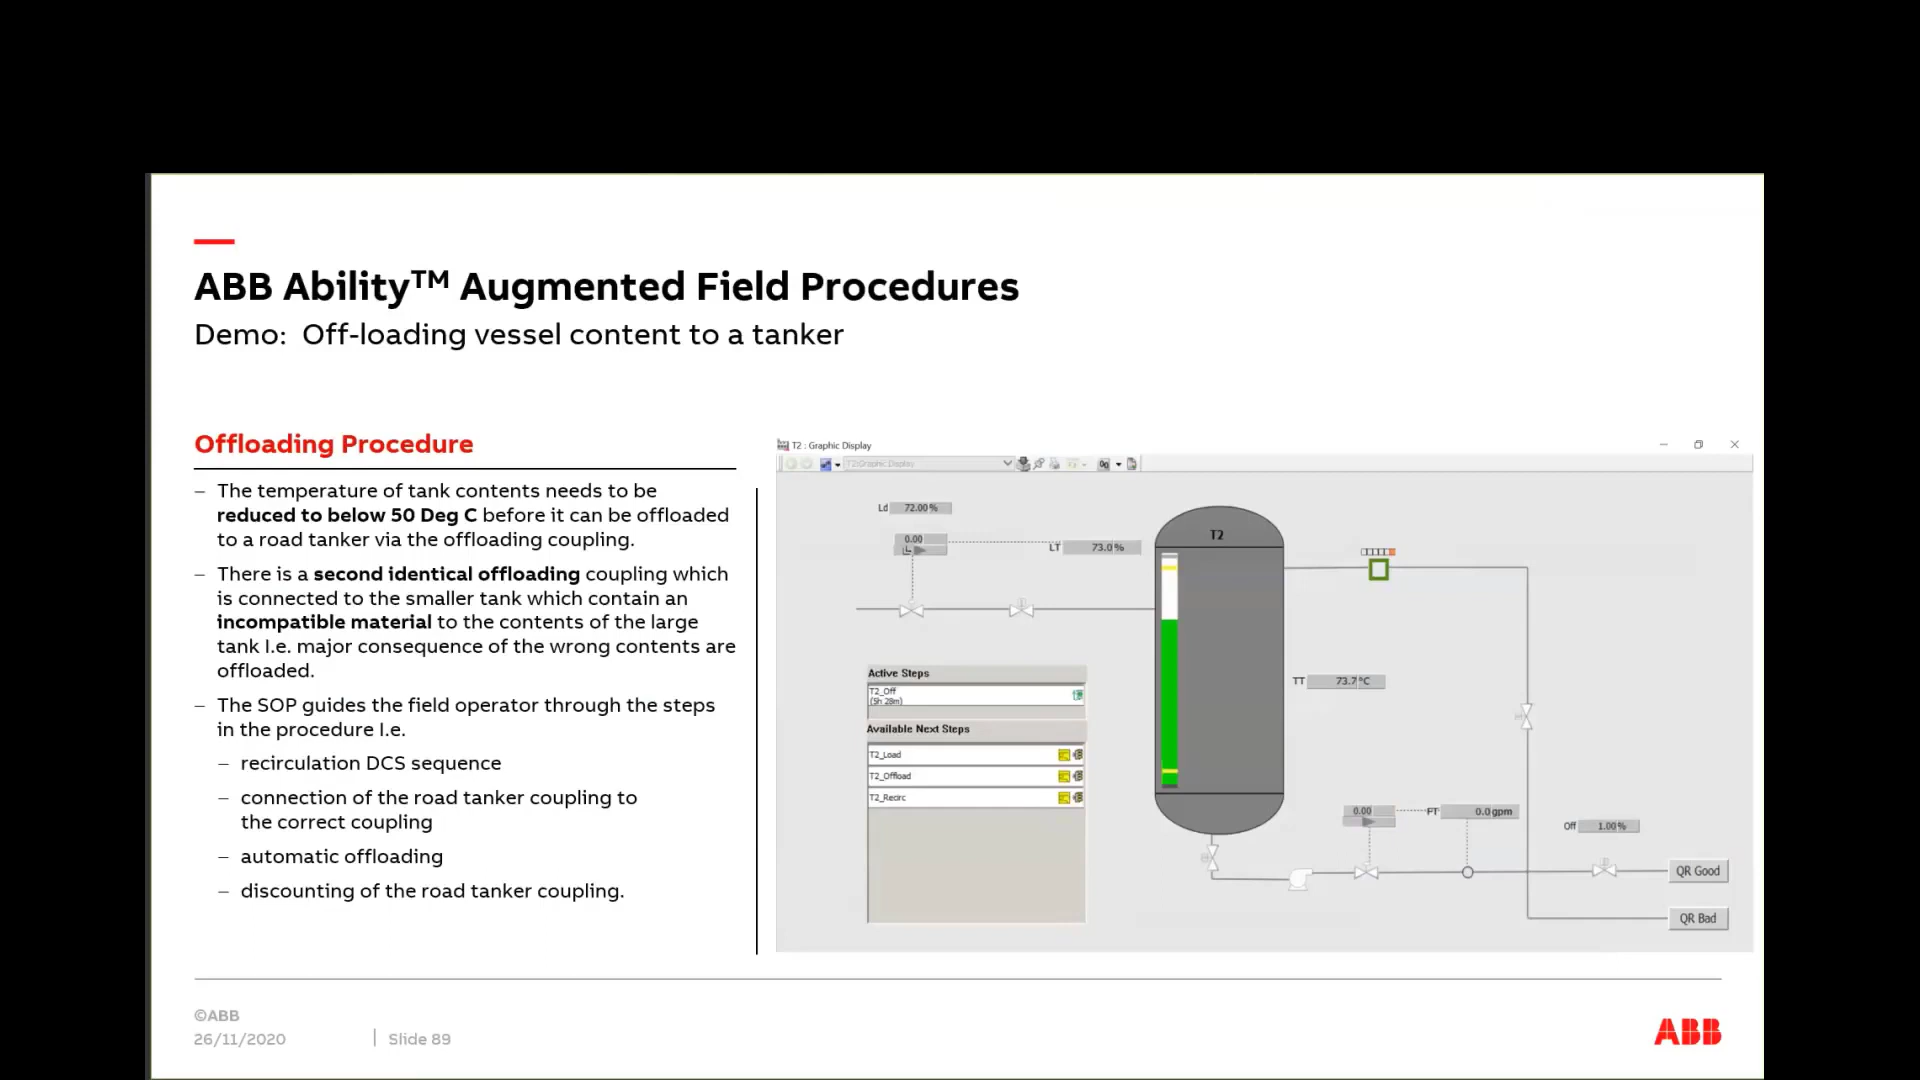 ABB Ability™ Augmented Field Procedures
Demo: Off-loading vessel content to a tanker
Offloading Procedure
– The temperature of tank contents needs to be
reduced to below 50 Deg C before it can be offloaded
to a road tanker via the offloading coupling.
– There is a second identical offloading coupling which
is connected to the smaller tank which contain an
incompatible material to the contents of the large
tank I.e. major consequence of the wrong contents are
offloaded.
– The SOP guides the field operator through the steps
in the procedure I.e.
– recirculation DCS sequence
– connection of the road tanker coupling to
the correct coupling
– automatic offloading
– discounting of the road tanker coupling.
T2 : Graphic Display
T2:Graphic Display
Ld 72.00 %
0.00
LT 73.0 %
T2
TT 73.7 °C
Active Steps
T2_Off
(5h 28m)
Available Next Steps
T2_Load
T2_Offload
T2_Recirc
0.00
FT 0.0 gpm
Off 1.00 %
QR Good
QR Bad
©ABB
26/11/2020
Slide 89
ABB